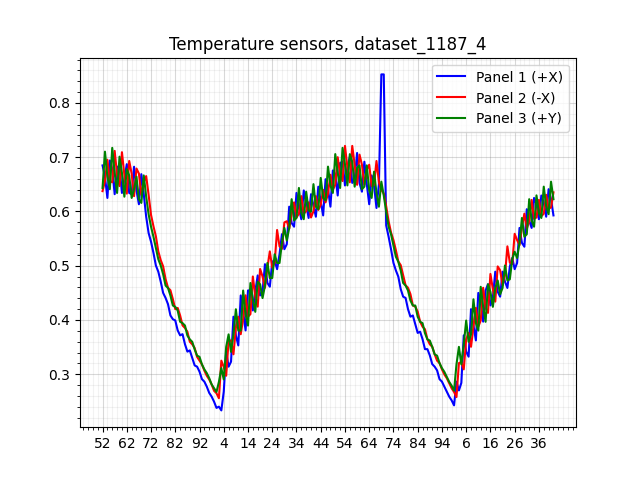 Temperature sensors, dataset_1187_4
Panel 1 (+X)
Panel 2 (-X)
Panel 3 (+Y)
0.8
0.7
0.6
0.5
0.4
0.3
52 62 72 82 92 4 14 24 34 44 54 64 74 84 94 6 16 26 36